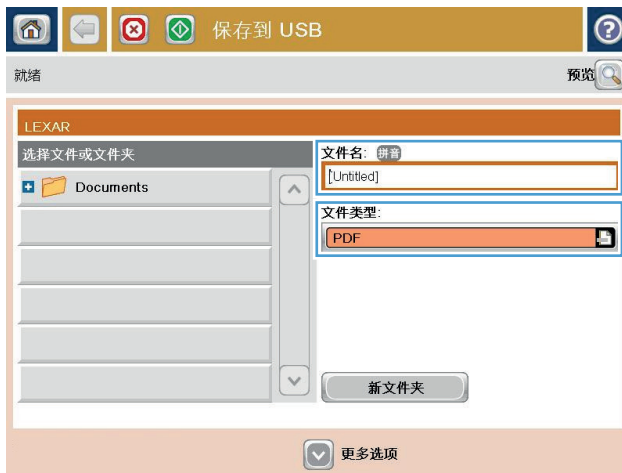 保存到 USB
?
就绪
预览
LEXAR
选择文件或文件夹
文件名: 拼音
[Untitled]
Documents
文件类型:
PDF
新文件夹
更多选项